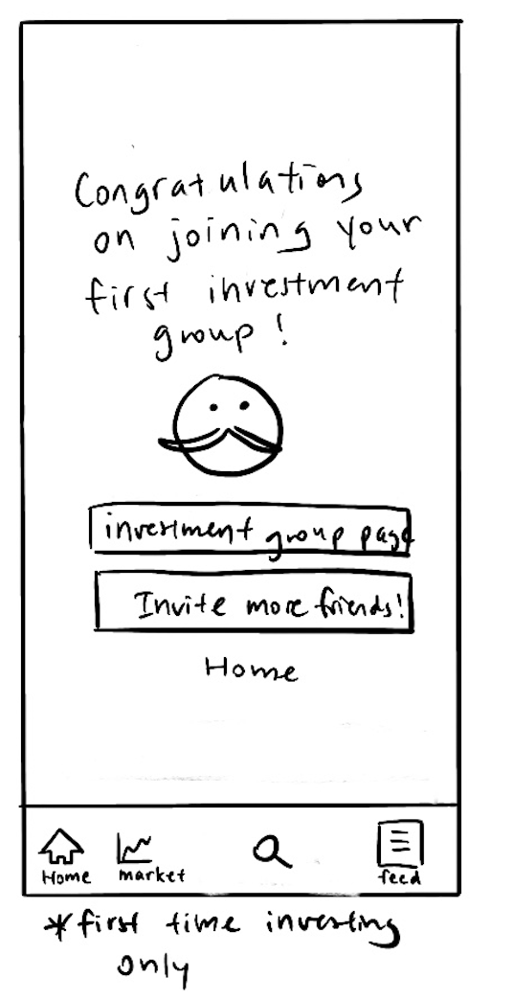 Congratulations
on joining your
first investment
group!
investment group page
Invite more friends!
Home
Home market feed
*first time investing
only